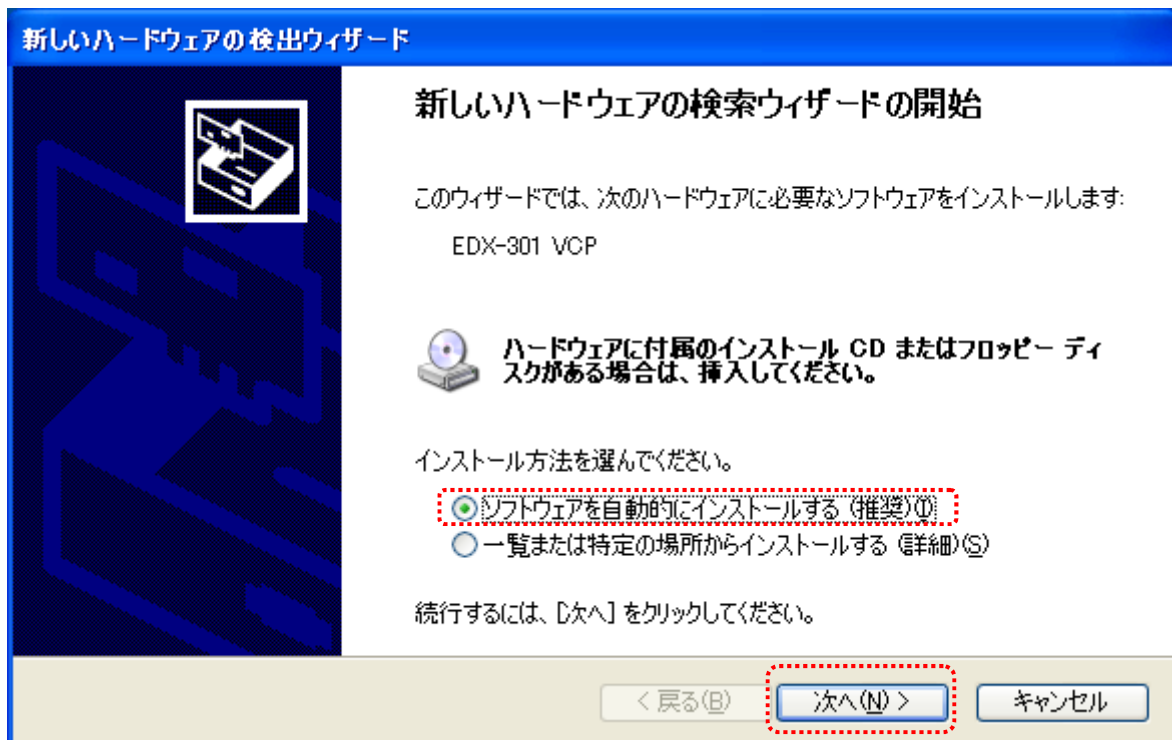 新しいハードウェアの検出ウィザード
新しいハードウェアの検索ウィザードの開始
このウィザードでは、次のハードウェアに必要なソフトウェアをインストールします:
EDX-301 VCP
ハードウェアに付属のインストール CD またはフロッピー ディ
スクがある場合は、挿入してください。
インストール方法を選んでください。
ソフトウェアを自動的にインストールする (推奨)(I)
一覧または特定の場所からインストールする (詳細)(S)
続行するには、[次へ] をクリックしてください。
< 戻る(B) 次へ(N) > キャンセル